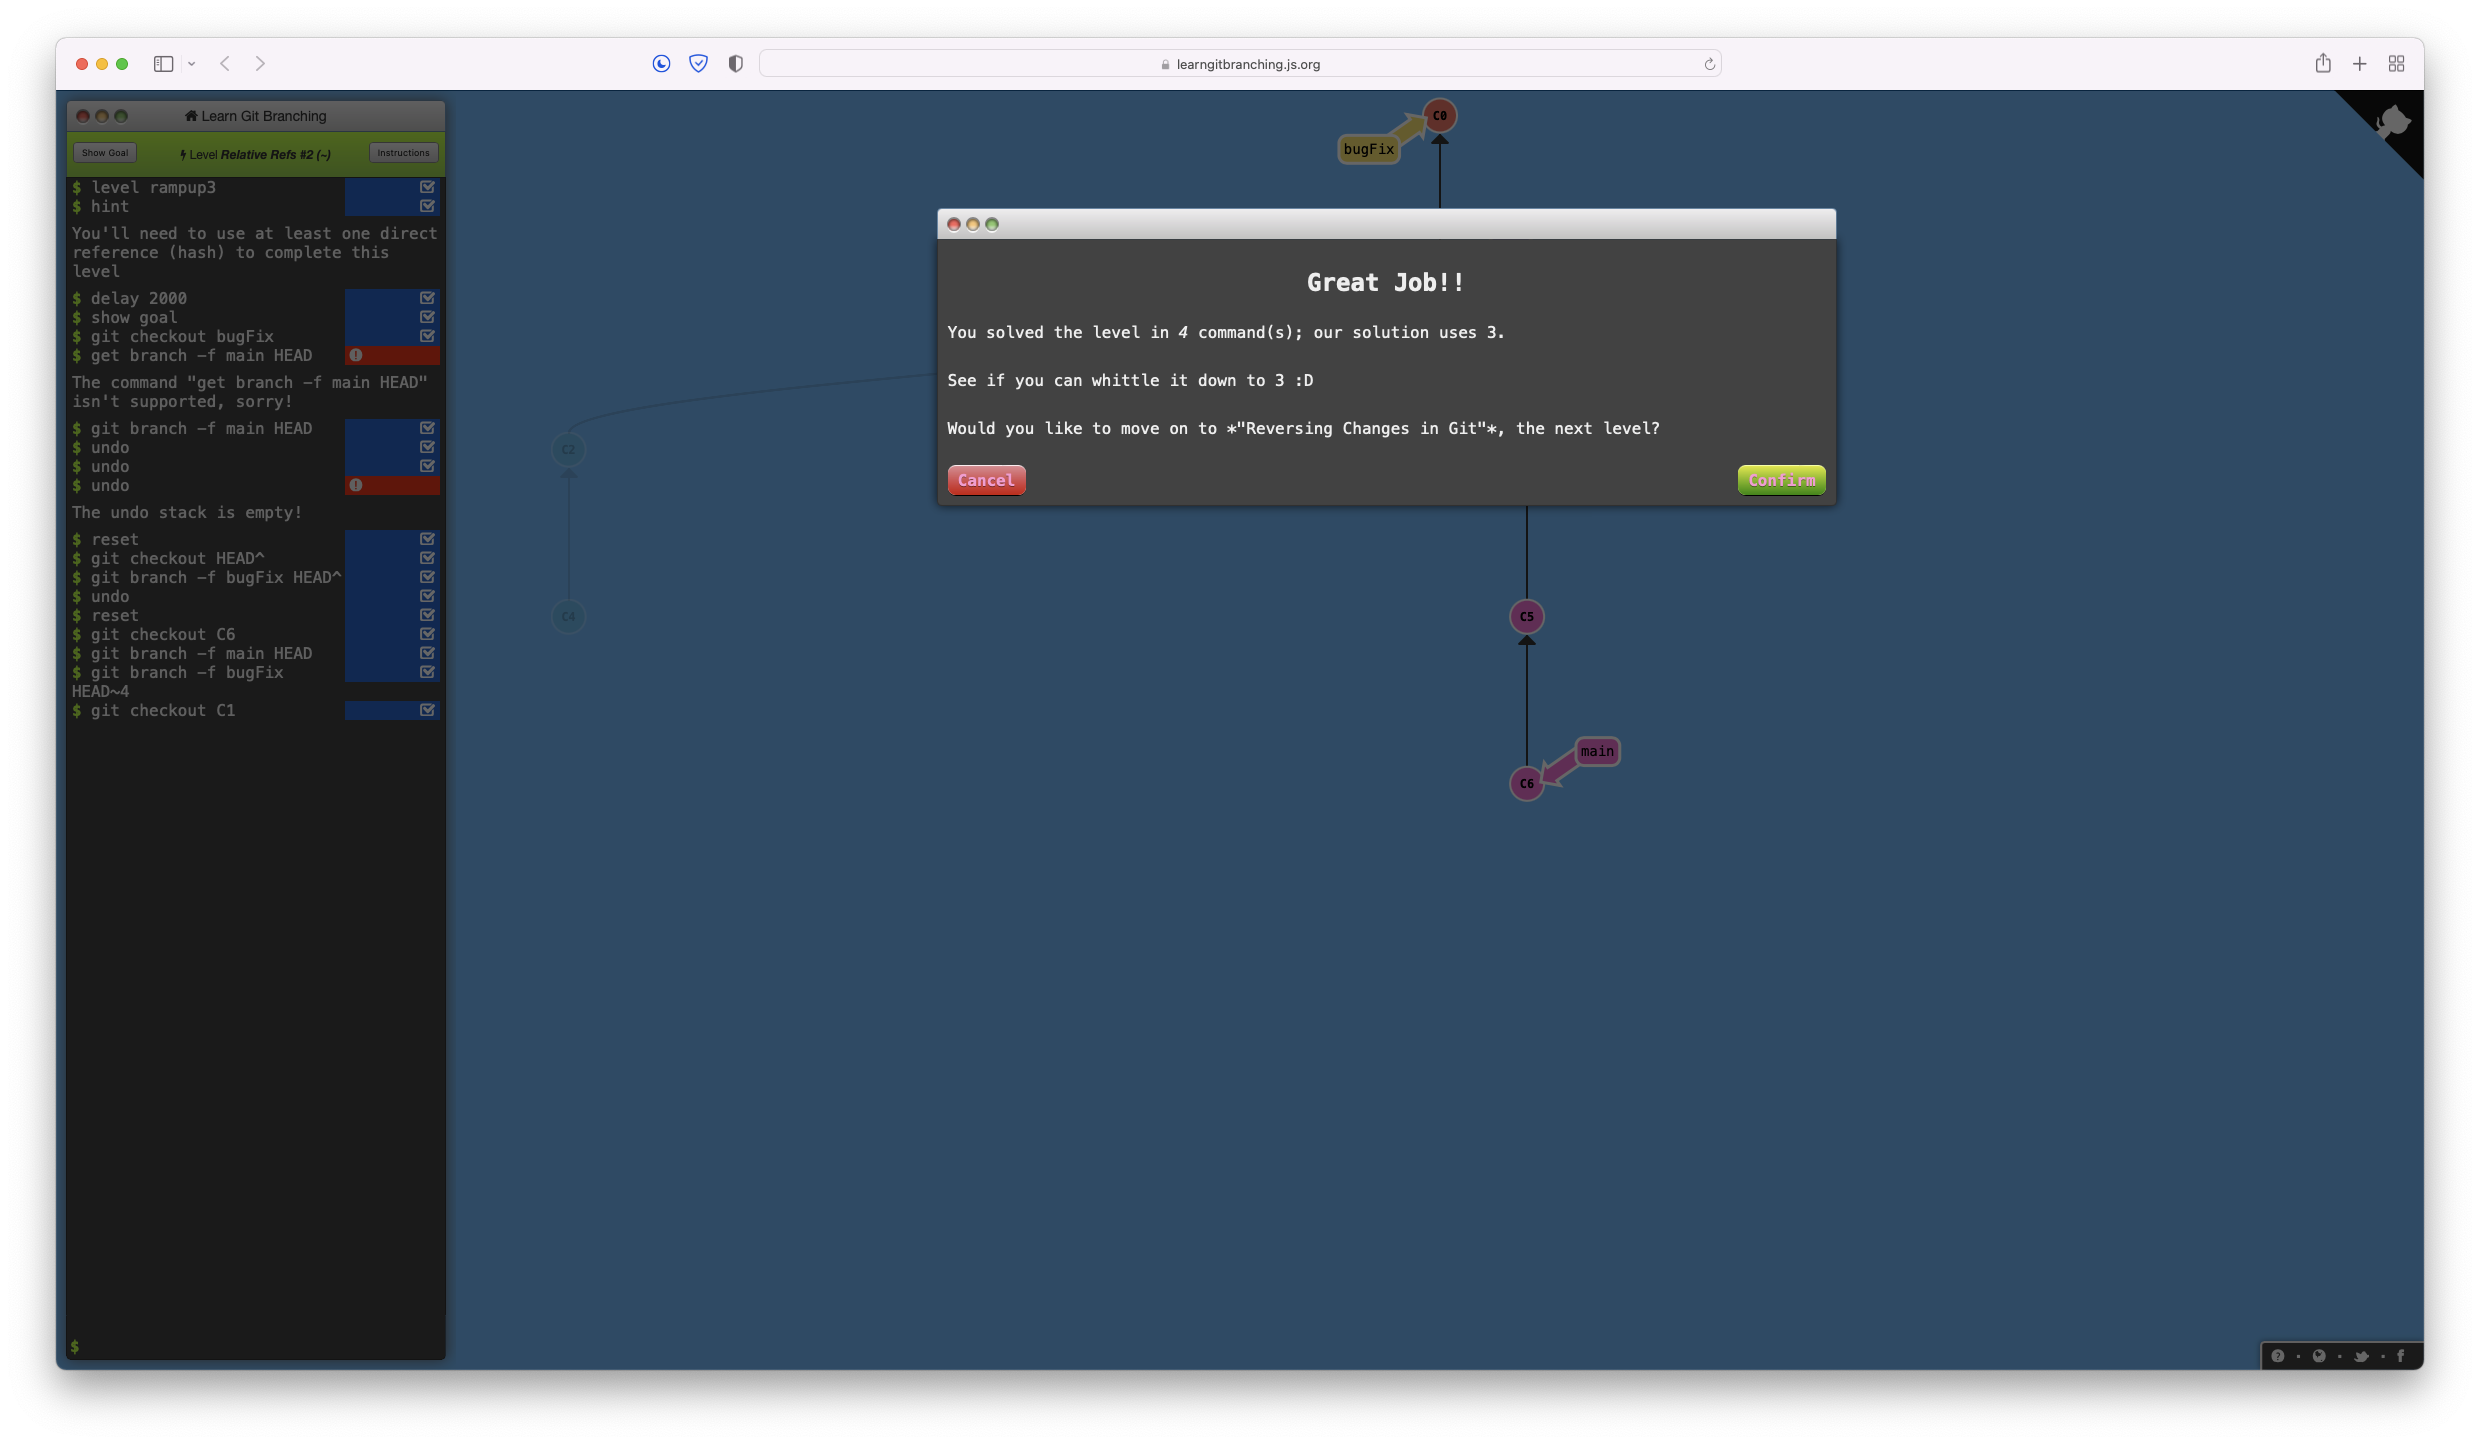 learngitbranching.js.org
Learn Git Branching
Show Goal
Level Relative Refs #2 (~)
Instructions
$ level rampup3
$ hint
You'll need to use at least one direct
reference (hash) to complete this
level
$ delay 2000
$ show goal
$ git checkout bugFix
$ get branch -f main HEAD
The command "get branch -f main HEAD"
isn't supported, sorry!
$ git branch -f main HEAD
$ undo
$ undo
$ undo
The undo stack is empty!
$ reset
$ git checkout HEAD^
$ git branch -f bugFix HEAD^
$ undo
$ reset
$ git checkout C6
$ git branch -f main HEAD
$ git branch -f bugFix
HEAD~4
$ git checkout C1
$
C0
bugFix
Great Job!!
You solved the level in 4 command(s); our solution uses 3.
See if you can whittle it down to 3 :D
Would you like to move on to *"Reversing Changes in Git"*, the next level?
Cancel
Confirm
C2
C4
C5
main
C6